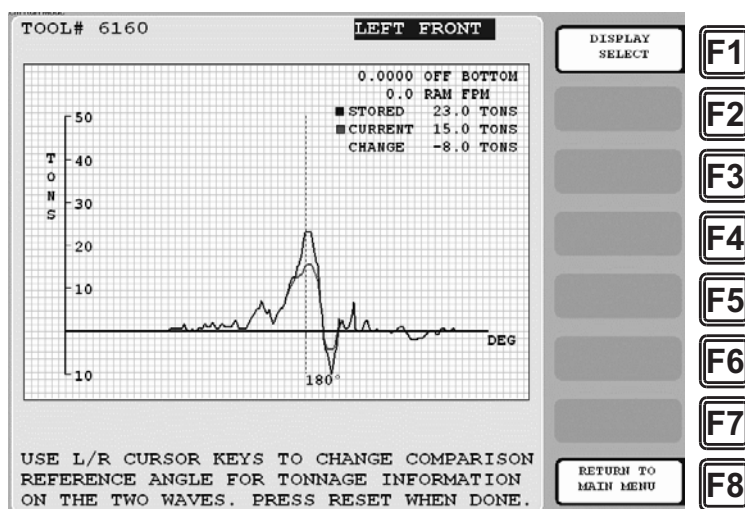 TOOL# 6160
LEFT FRONT
0.0000 OFF BOTTOM
0.0 RAM FPM
STORED 23.0 TONS
CURRENT 15.0 TONS
CHANGE -8.0 TONS
TONS
50
40
30
20
10
10
DEG
180°
USE L/R CURSOR KEYS TO CHANGE COMPARISON
REFERENCE ANGLE FOR TONNAGE INFORMATION
ON THE TWO WAVES. PRESS RESET WHEN DONE.
DISPLAY
SELECT
RETURN TO
MAIN MENU
F1
F2
F3
F4
F5
F6
F7
F8